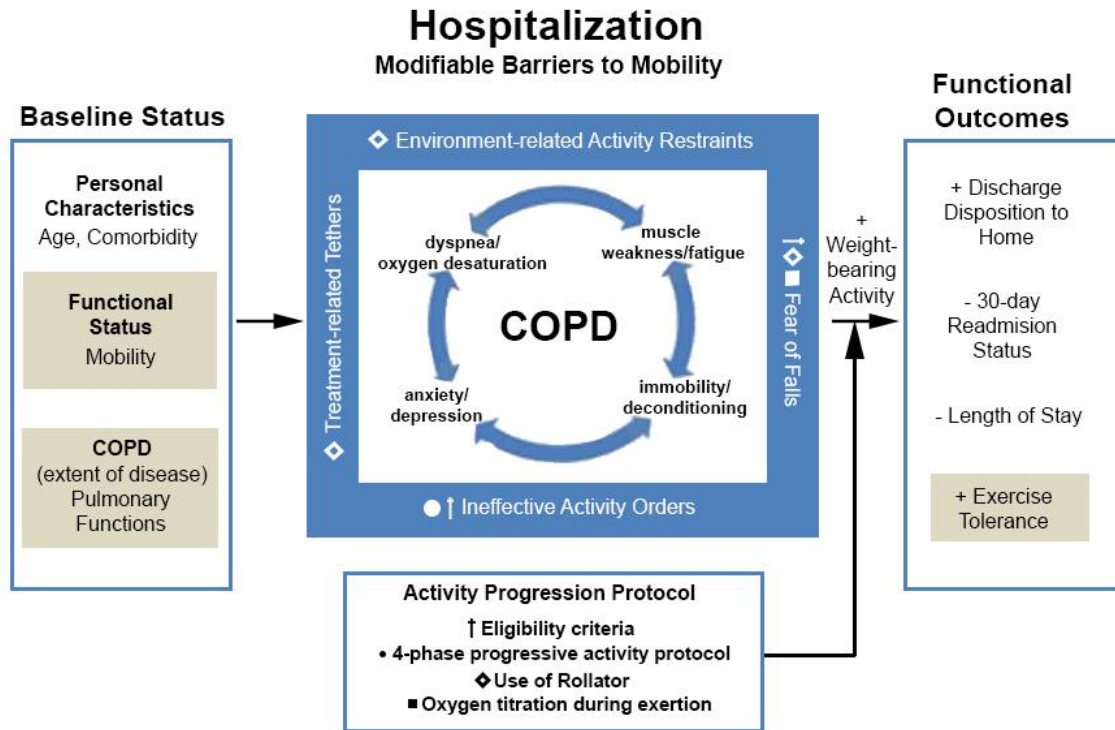 Hospitalization
Modifiable Barriers to Mobility
Baseline Status
Personal
Characteristics
Age, Comorbidity
Functional
Status
Mobility
COPD
(extent of disease)
Pulmonary
Functions
❖ Environment-related Activity Restraints
❖ Treatment-related Tethers
dyspnea/
oxygen desaturation
muscle
weakness/fatigue
COPD
anxiety/
depression
immobility/
deconditioning
†❖■ Fear of Falls
●† Ineffective Activity Orders
+
Weight-
bearing
Activity
Functional
Outcomes
+ Discharge
Disposition to
Home
- 30-day
Readmision
Status
- Length of Stay
+ Exercise
Tolerance
Activity Progression Protocol
† Eligibility criteria
• 4-phase progressive activity protocol
❖ Use of Rollator
■ Oxygen titration during exertion